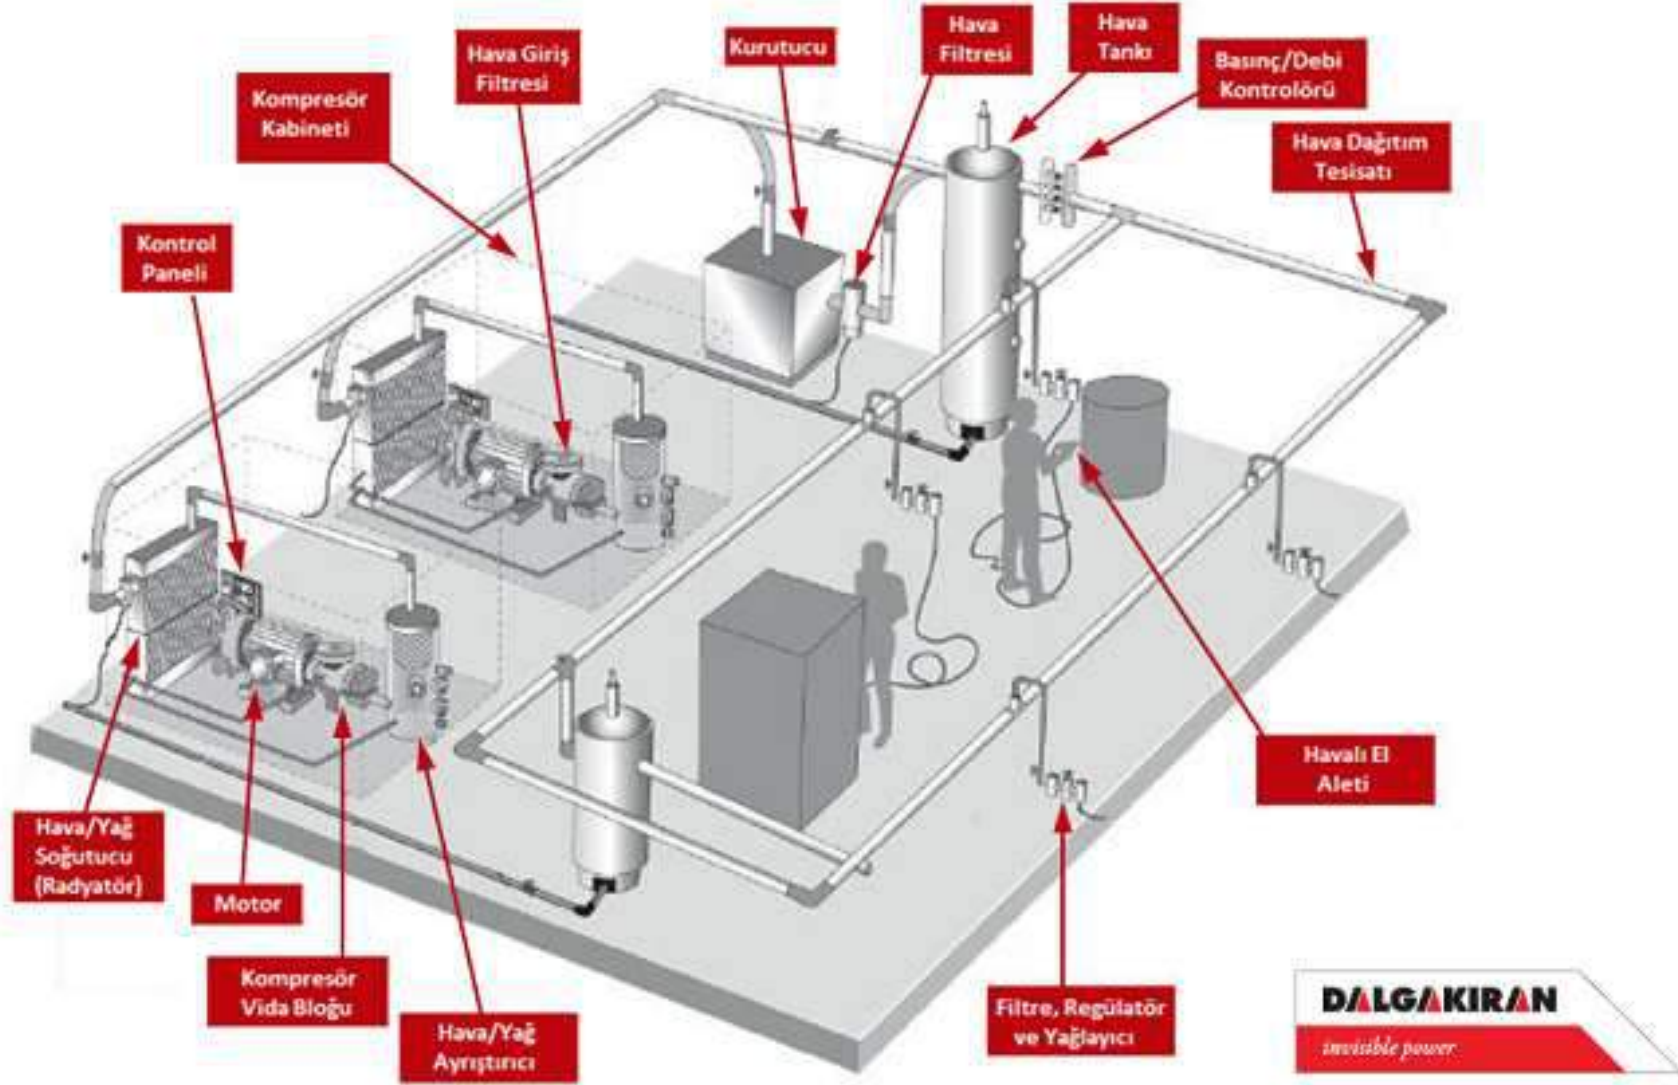 Hava Giriş
Filtresi
Kurutucu
Hava
Filtresi
Hava
Tankı
Basınç/Debi
Kontrolörü
Kompresör
Kabineti
Hava Dağıtım
Tesisatı
Kontrol
Paneli
Havalı El
Aleti
Hava/Yağ
Soğutucu
(Radyatör)
Motor
Kompresör
Vida Bloğu
Hava/Yağ
Ayrıştırıcı
Filtre, Regülatör
ve Yağlayıcı
DALGAKIRAN
invisible power